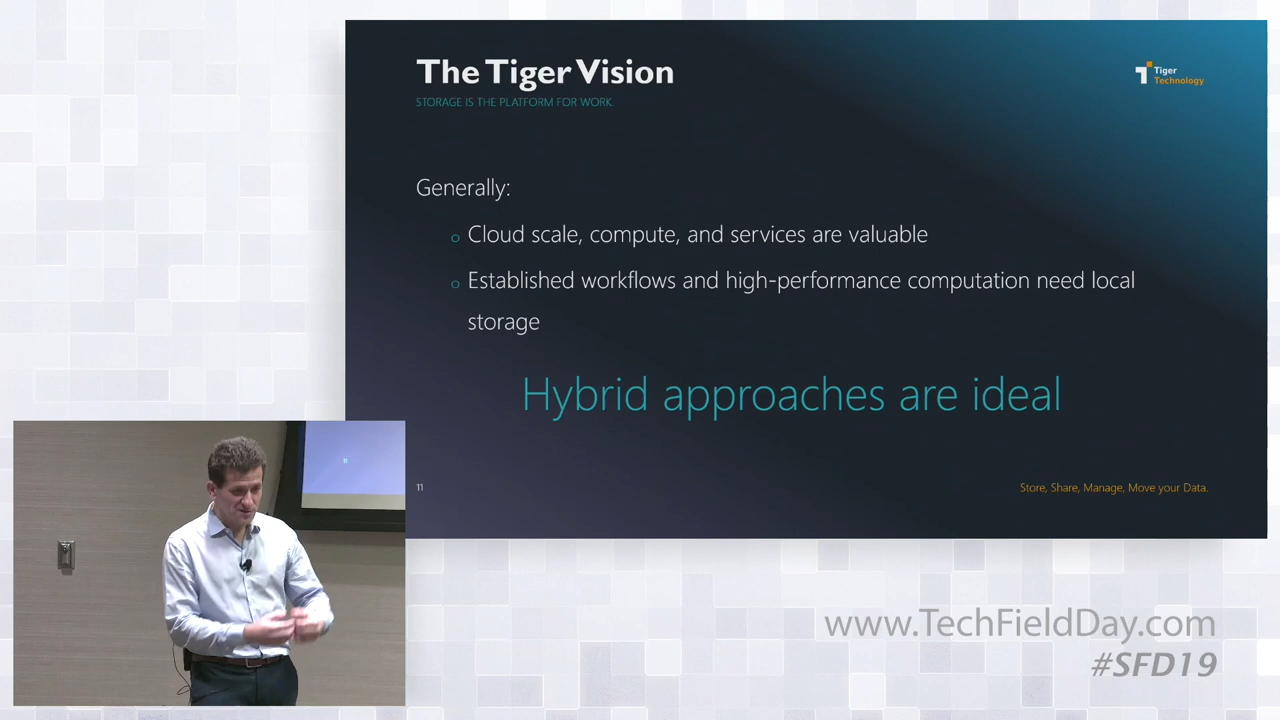 The Tiger Vision
STORAGE IS THE PLATFORM FOR WORK.
Tiger
Technology
Generally:
o Cloud scale, compute, and services are valuable
o Established workflows and high-performance computation need local
storage
Hybrid approaches are ideal
11
Store, Share, Manage, Move your Data.
11
www.TechFieldDay.com
#SFD19